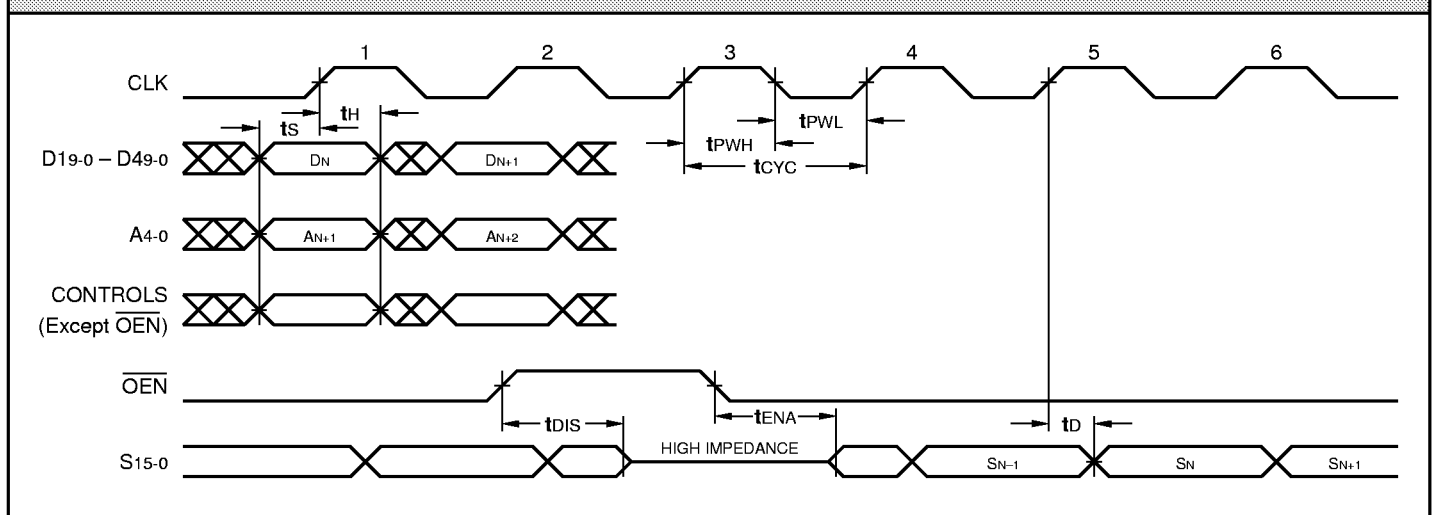 1 2 3 4 5 6
CLK
tS tH
tPWH tPWL
tCYC
D19-0 – D49-0 DN DN+1
A4-0 AN+1 AN+2
CONTROLS
(Except OEN)
OEN
tDIS tENA tD
S15-0 HIGH IMPEDANCE SN–1 SN SN+1